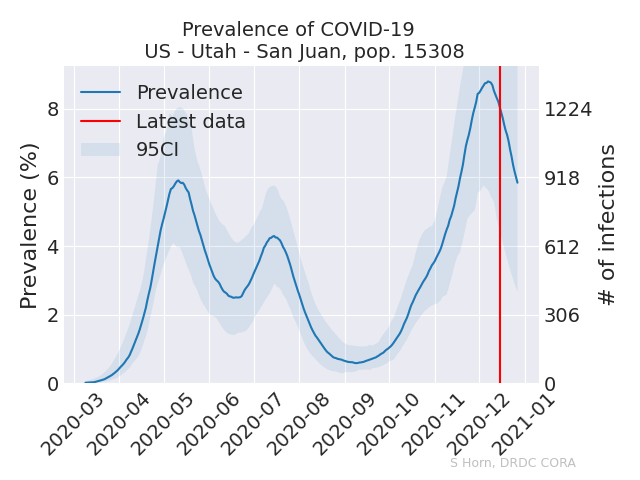 Prevalence of COVID-19
US - Utah - San Juan, pop. 15308
Prevalence
Latest data
95CI
Prevalence (%)
8
6
4
2
0
# of infections
1224
918
612
306
0
2020-03
2020-04
2020-05
2020-06
2020-07
2020-08
2020-09
2020-10
2020-11
2020-12
2021-01
S Horn, DRDC CORA